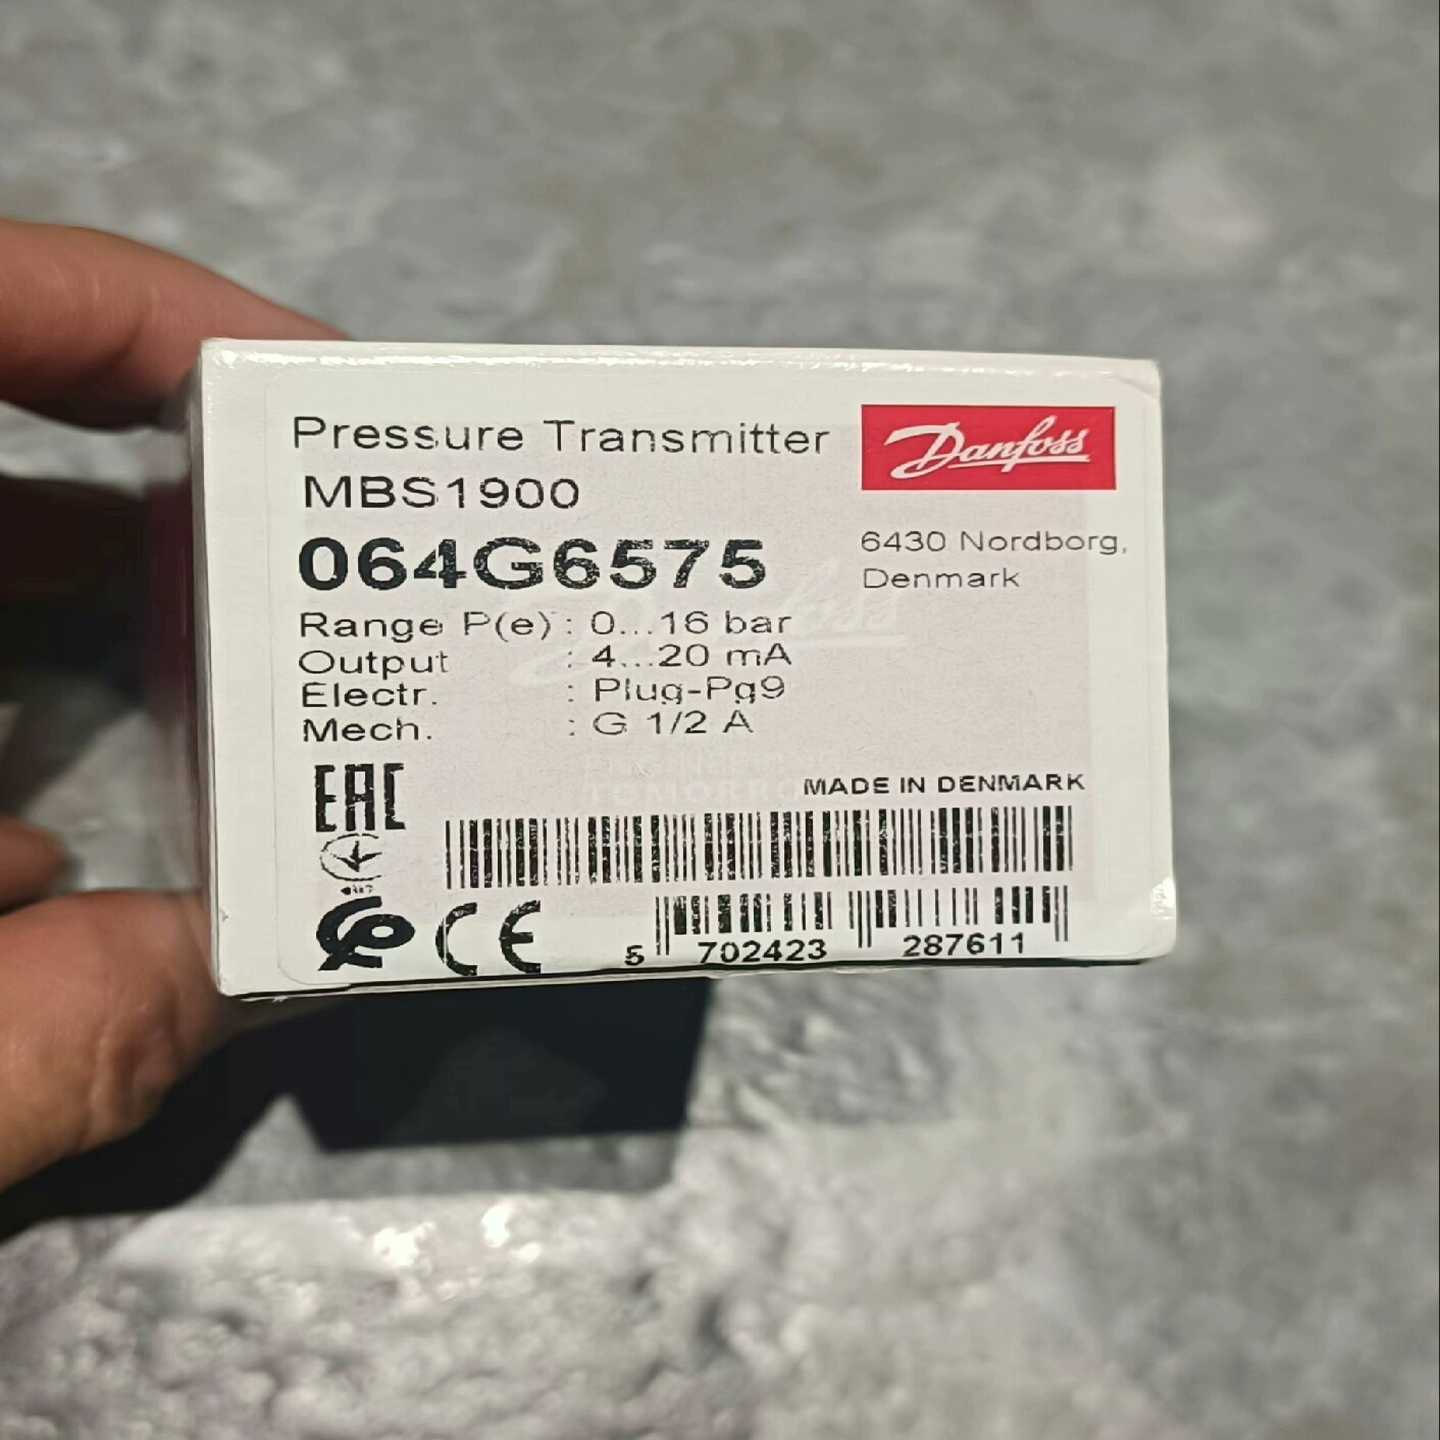 Pressure Transmitter
Danfoss
MBS1900
064G6575
6430 Nordborg,
Denmark
Range P(e) : 0...16 bar
Output : 4...20 mA
Electr. : Plug-Pg9
Mech. : G 1/2 A
EAC
MADE IN DENMARK
CE
5 702423 287611